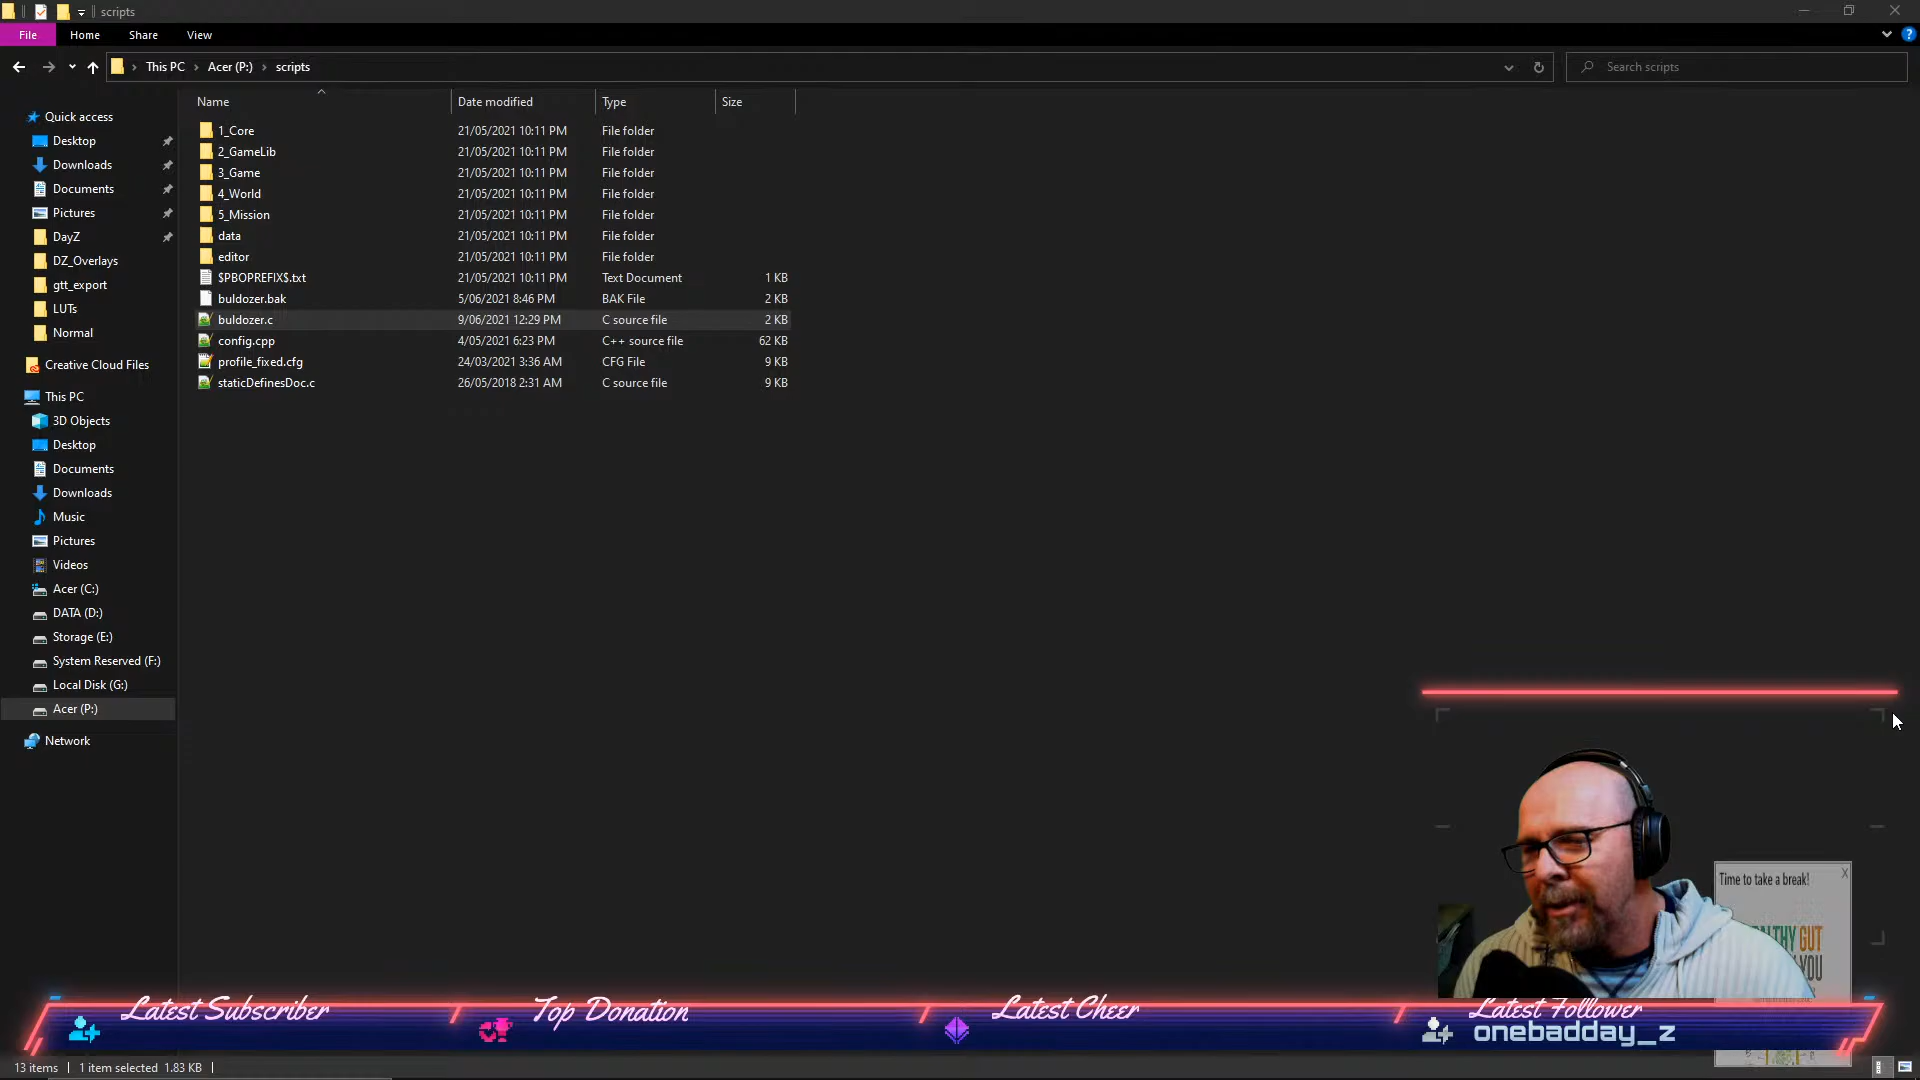 scripts
File
Home
Share
View
This PC
Acer (P:)
scripts
Search scripts
Name
Date modified
Type
Size
Quick access
Desktop
Downloads
Documents
Pictures
DayZ
DZ_Overlays
gtt_export
LUTs
Normal
Creative Cloud Files
This PC
3D Objects
Desktop
Documents
Downloads
Music
Pictures
Videos
Acer (C:)
DATA (D:)
Storage (E:)
System Reserved (F:)
Local Disk (G:)
Acer (P:)
Network
1_Core 21/05/2021 10:11 PM File folder
2_GameLib 21/05/2021 10:11 PM File folder
3_Game 21/05/2021 10:11 PM File folder
4_World 21/05/2021 10:11 PM File folder
5_Mission 21/05/2021 10:11 PM File folder
data 21/05/2021 10:11 PM File folder
editor 21/05/2021 10:11 PM File folder
$PBOPREFIX$.txt 21/05/2021 10:11 PM Text Document 1 KB
buldozer.bak 5/06/2021 8:46 PM BAK File 2 KB
buldozer.c 9/06/2021 12:29 PM C source file 2 KB
config.cpp 4/05/2021 6:23 PM C++ source file 62 KB
profile_fixed.cfg 24/03/2021 3:36 AM CFG File 9 KB
staticDefinesDoc.c 26/05/2018 2:31 AM C source file 9 KB
Time to take a break!
X
GUT
YOU
Latest Subscriber
Top Donation
Latest Cheer
Latest Follower
onebadday_z
13 items
1 item selected 1.83 KB